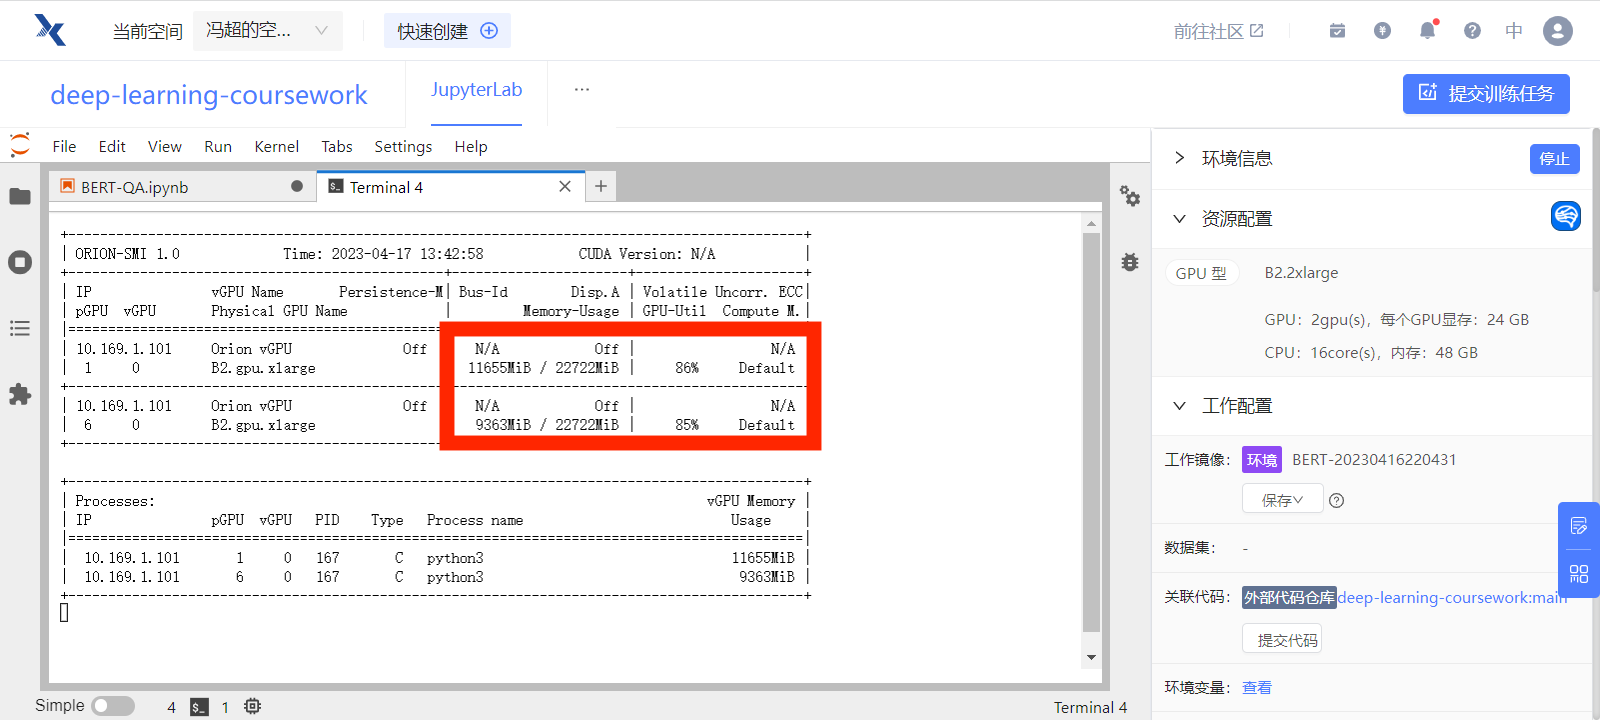 当前空间
冯超的空...
快速创建
前往社区
中
deep-learning-coursework
JupyterLab
...
提交训练任务
File Edit View Run Kernel Tabs Settings Help
BERT-QA.ipynb
Terminal 4
ORION-SMI 1.0 Time: 2023-04-17 13:42:58 CUDA Version: N/A
IP vGPU Name Persistence-M| Bus-Id Disp.A | Volatile Uncorr. ECC|
pGPU vGPU Physical GPU Name | Memory-Usage | GPU-Util Compute M.|
10.169.1.101 Orion vGPU Off N/A Off | N/A
1 0 B2.gpu.xlarge 11655MiB / 22722MiB | 86% Default
10.169.1.101 Orion vGPU Off N/A Off | N/A
6 0 B2.gpu.xlarge 9363MiB / 22722MiB | 85% Default
Processes: vGPU Memory
IP pGPU vGPU PID Type Process name Usage
10.169.1.101 1 0 167 C python3 11655MiB
10.169.1.101 6 0 167 C python3 9363MiB
Simple 4 1 Terminal 4
环境信息
停止
资源配置
GPU 型 B2.2xlarge
GPU：2gpu(s)，每个GPU显存：24 GB
CPU：16core(s)，内存：48 GB
工作配置
工作镜像： 环境 BERT-20230416220431
保存
数据集： -
关联代码： 外部代码仓库deep-learning-coursework:main
提交代码
环境变量： 查看